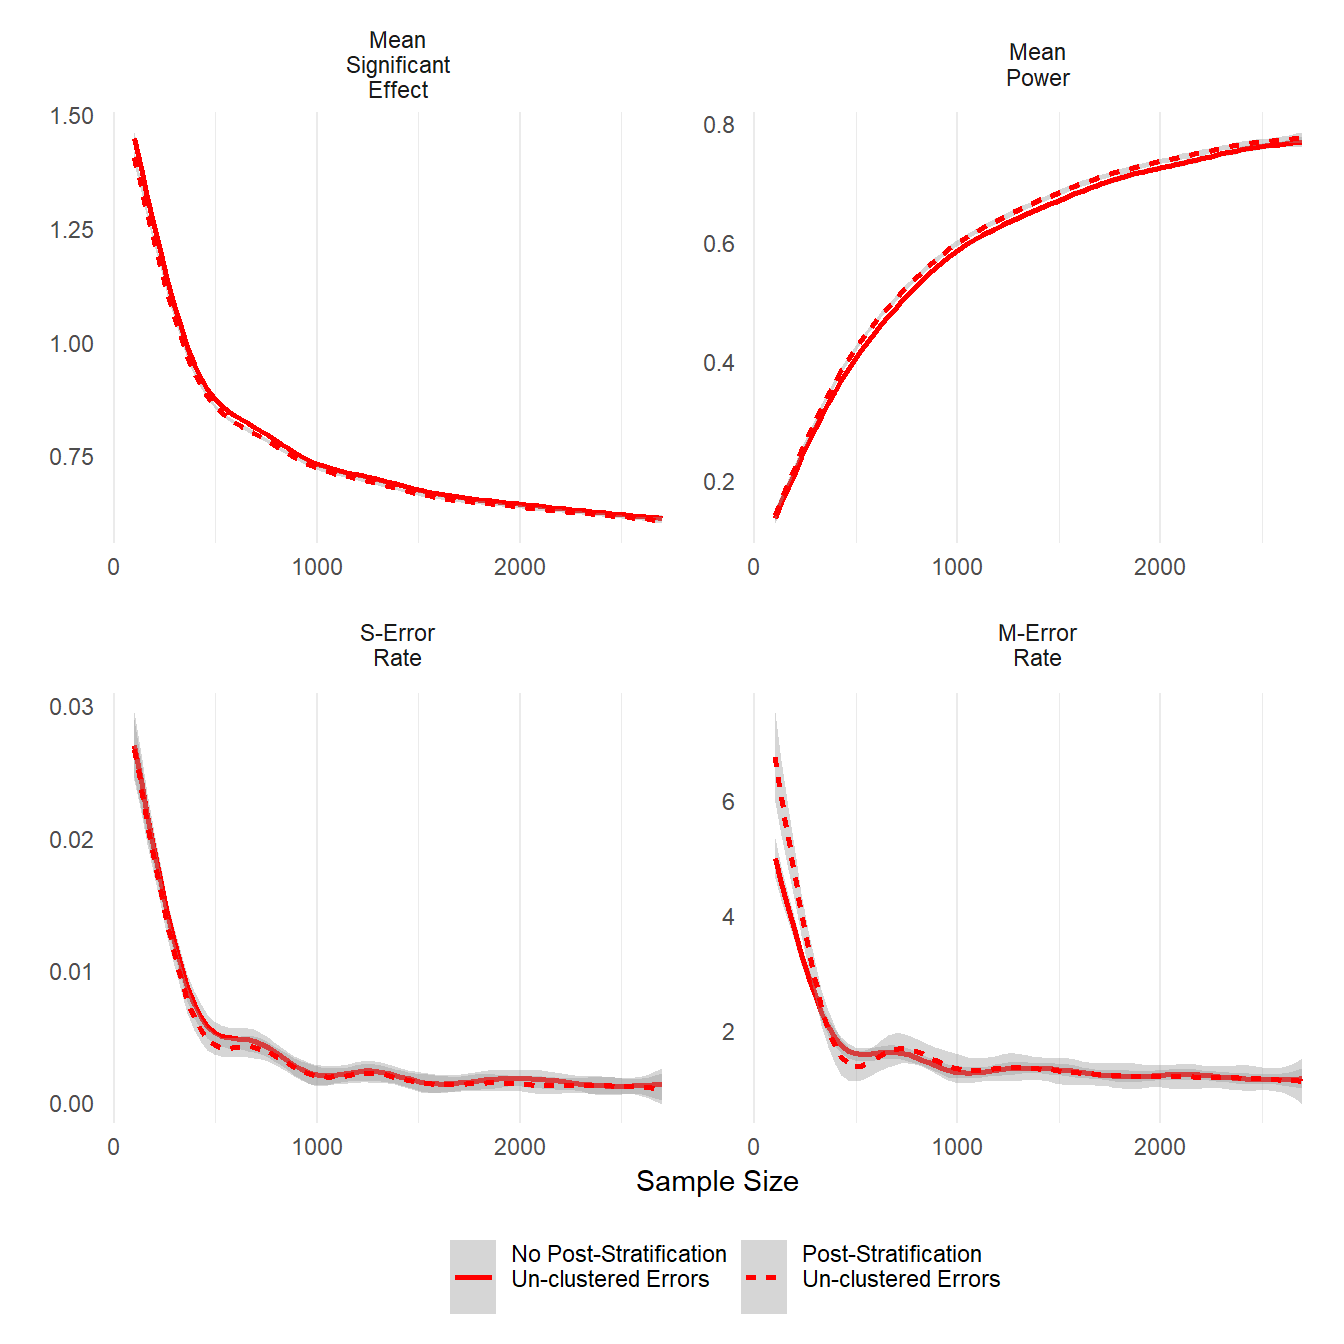 Mean
Significant
Effect
Mean
Power
1.50
1.25
1.00
0.75
0.8
0.6
0.4
0.2
0 1000 2000
0 1000 2000
S-Error
Rate
M-Error
Rate
0.03
0.02
0.01
0.00
6
4
2
0 1000 2000
0 1000 2000
Sample Size
No Post-Stratification
Un-clustered Errors
Post-Stratification
Un-clustered Errors